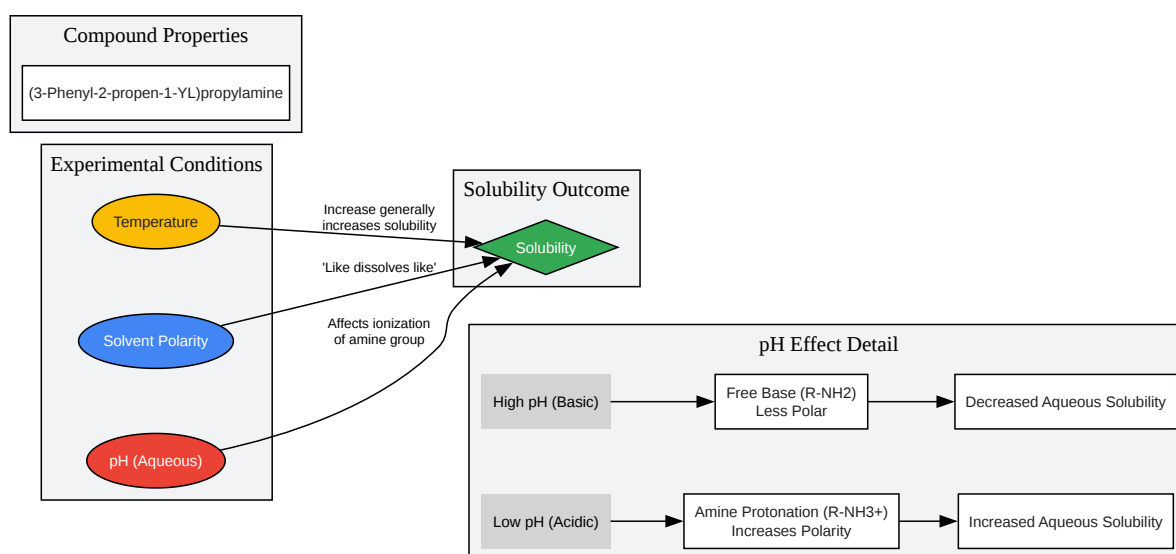 Compound Properties
(3-Phenyl-2-propen-1-YL)propylamine
Experimental Conditions
Temperature
Solvent Polarity
pH (Aqueous)
Increase generally
increases solubility
'Like dissolves like'
Affects ionization
of amine group
Solubility Outcome
Solubility
pH Effect Detail
High pH (Basic)
Free Base (R-NH2)
Less Polar
Decreased Aqueous Solubility
Low pH (Acidic)
Amine Protonation (R-NH3+)
Increases Polarity
Increased Aqueous Solubility